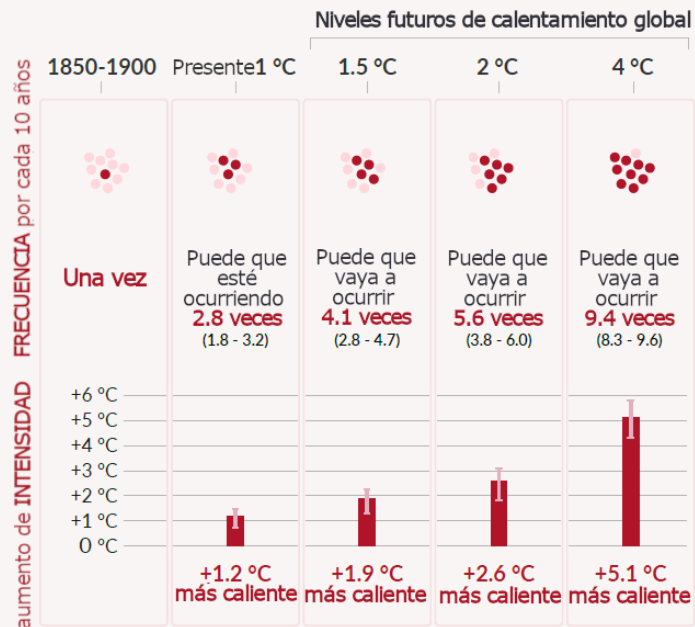 Niveles futuros de calentamiento global
1850-1900
Presente1 °C
1.5 °C
2 °C
4 °C
FRECUENCIA por cada 10 años
Una vez
Puede que
esté
ocurriendo
2.8 veces
(1.8 - 3.2)
Puede que
vaya a
ocurrir
4.1 veces
(2.8 - 4.7)
Puede que
vaya a
ocurrir
5.6 veces
(3.8 - 6.0)
Puede que
vaya a
ocurrir
9.4 veces
(8.3 - 9.6)
aumento de INTENSIDAD
+6 °C
+5 °C
+4 °C
+3 °C
+2 °C
+1 °C
0 °C
+1.2 °C
más caliente
+1.9 °C
más caliente
+2.6 °C
más caliente
+5.1 °C
más caliente